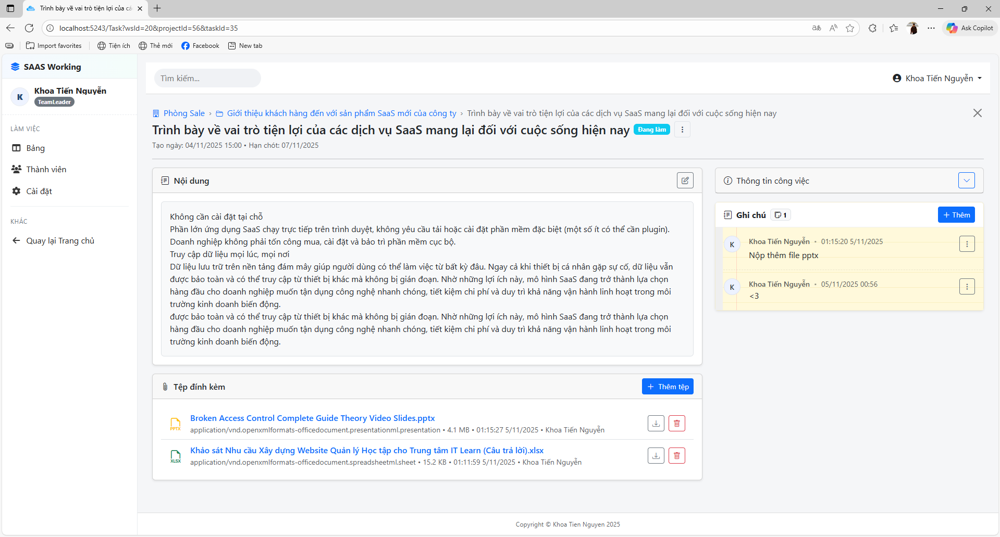 Trình bày về vai trò tiện lợi của cá
localhost:5243/Task?wsId=20&projectId=56&taskId=35
Ask Copilot
Import favorites
Tiện ích
Thẻ mới
Facebook
New tab
SAAS Working
Khoa Tiến Nguyễn
TeamLeader
LÀM VIỆC
Bảng
Thành viên
Cài đặt
KHÁC
Quay lại Trang chủ
Tìm kiếm...
Khoa Tiến Nguyễn
Phòng Sale › Giới thiệu khách hàng đến với sản phẩm SaaS mới của công ty › Trình bày về vai trò tiện lợi của các dịch vụ SaaS mang lại đối với cuộc sống hiện nay
Trình bày về vai trò tiện lợi của các dịch vụ SaaS mang lại đối với cuộc sống hiện nay Đang làm
Tạo ngày: 04/11/2025 15:00 • Hạn chót: 07/11/2025
Nội dung
Không cần cài đặt tại chỗ
Phần lớn ứng dụng SaaS chạy trực tiếp trên trình duyệt, không yêu cầu tải hoặc cài đặt phần mềm đặc biệt (một số ít có thể cần plugin).
Doanh nghiệp không phải tốn công mua, cài đặt và bảo trì phần mềm cục bộ.
Truy cập dữ liệu mọi lúc, mọi nơi
Dữ liệu lưu trữ trên nền tảng đám mây giúp người dùng có thể làm việc từ bất kỳ đâu. Ngay cả khi thiết bị cá nhân gặp sự cố, dữ liệu vẫn
được bảo toàn và có thể truy cập từ thiết bị khác mà không bị gián đoạn. Nhờ những lợi ích này, mô hình SaaS đang trở thành lựa chọn
hàng đầu cho doanh nghiệp muốn tận dụng công nghệ nhanh chóng, tiết kiệm chi phí và duy trì khả năng vận hành linh hoạt trong môi
trường kinh doanh biến động.
được bảo toàn và có thể truy cập từ thiết bị khác mà không bị gián đoạn. Nhờ những lợi ích này, mô hình SaaS đang trở thành lựa chọn
hàng đầu cho doanh nghiệp muốn tận dụng công nghệ nhanh chóng, tiết kiệm chi phí và duy trì khả năng vận hành linh hoạt trong môi
trường kinh doanh biến động.
Tệp đính kèm
+ Thêm tệp
PPTX
Broken Access Control Complete Guide Theory Video Slides.pptx
application/vnd.openxmlformats-officedocument.presentationml.presentation • 4.1 MB • 01:15:27 5/11/2025 • Khoa Tiến Nguyễn
XLSX
Khảo sát Nhu cầu Xây dựng Website Quản lý Học tập cho Trung tâm IT Learn (Câu trả lời).xlsx
application/vnd.openxmlformats-officedocument.spreadsheetml.sheet • 15.2 KB • 01:11:59 5/11/2025 • Khoa Tiến Nguyễn
Thông tin công việc
Ghi chú 1
+ Thêm
K
Khoa Tiến Nguyễn • 01:15:20 5/11/2025
Nộp thêm file pptx
K
Khoa Tiến Nguyễn • 05/11/2025 00:56
<3
K
Copyright © Khoa Tien Nguyen 2025